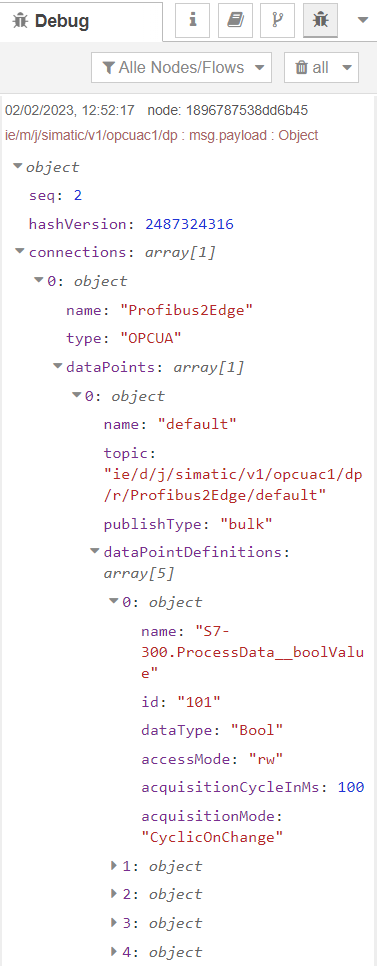 Debug
Alle Nodes/Flows
all
02/02/2023, 12:52:17 node: 1896787538dd6b45
ie/m/j/simatic/v1/opcuac1/dp : msg.payload : Object
object
seq: 2
hashVersion: 2487324316
connections: array[1]
0: object
name: "Profibus2Edge"
type: "OPCUA"
dataPoints: array[1]
0: object
name: "default"
topic:
"ie/d/j/simatic/v1/opcuac1/dp
/r/Profibus2Edge/default"
publishType: "bulk"
dataPointDefinitions:
array[5]
0: object
name: "S7-
300.ProcessData__boolValu
e"
id: "101"
dataType: "Bool"
accessMode: "rw"
acquisitionCycleInMs: 100
acquisitionMode:
"CyclicOnChange"
1: object
2: object
3: object
4: object